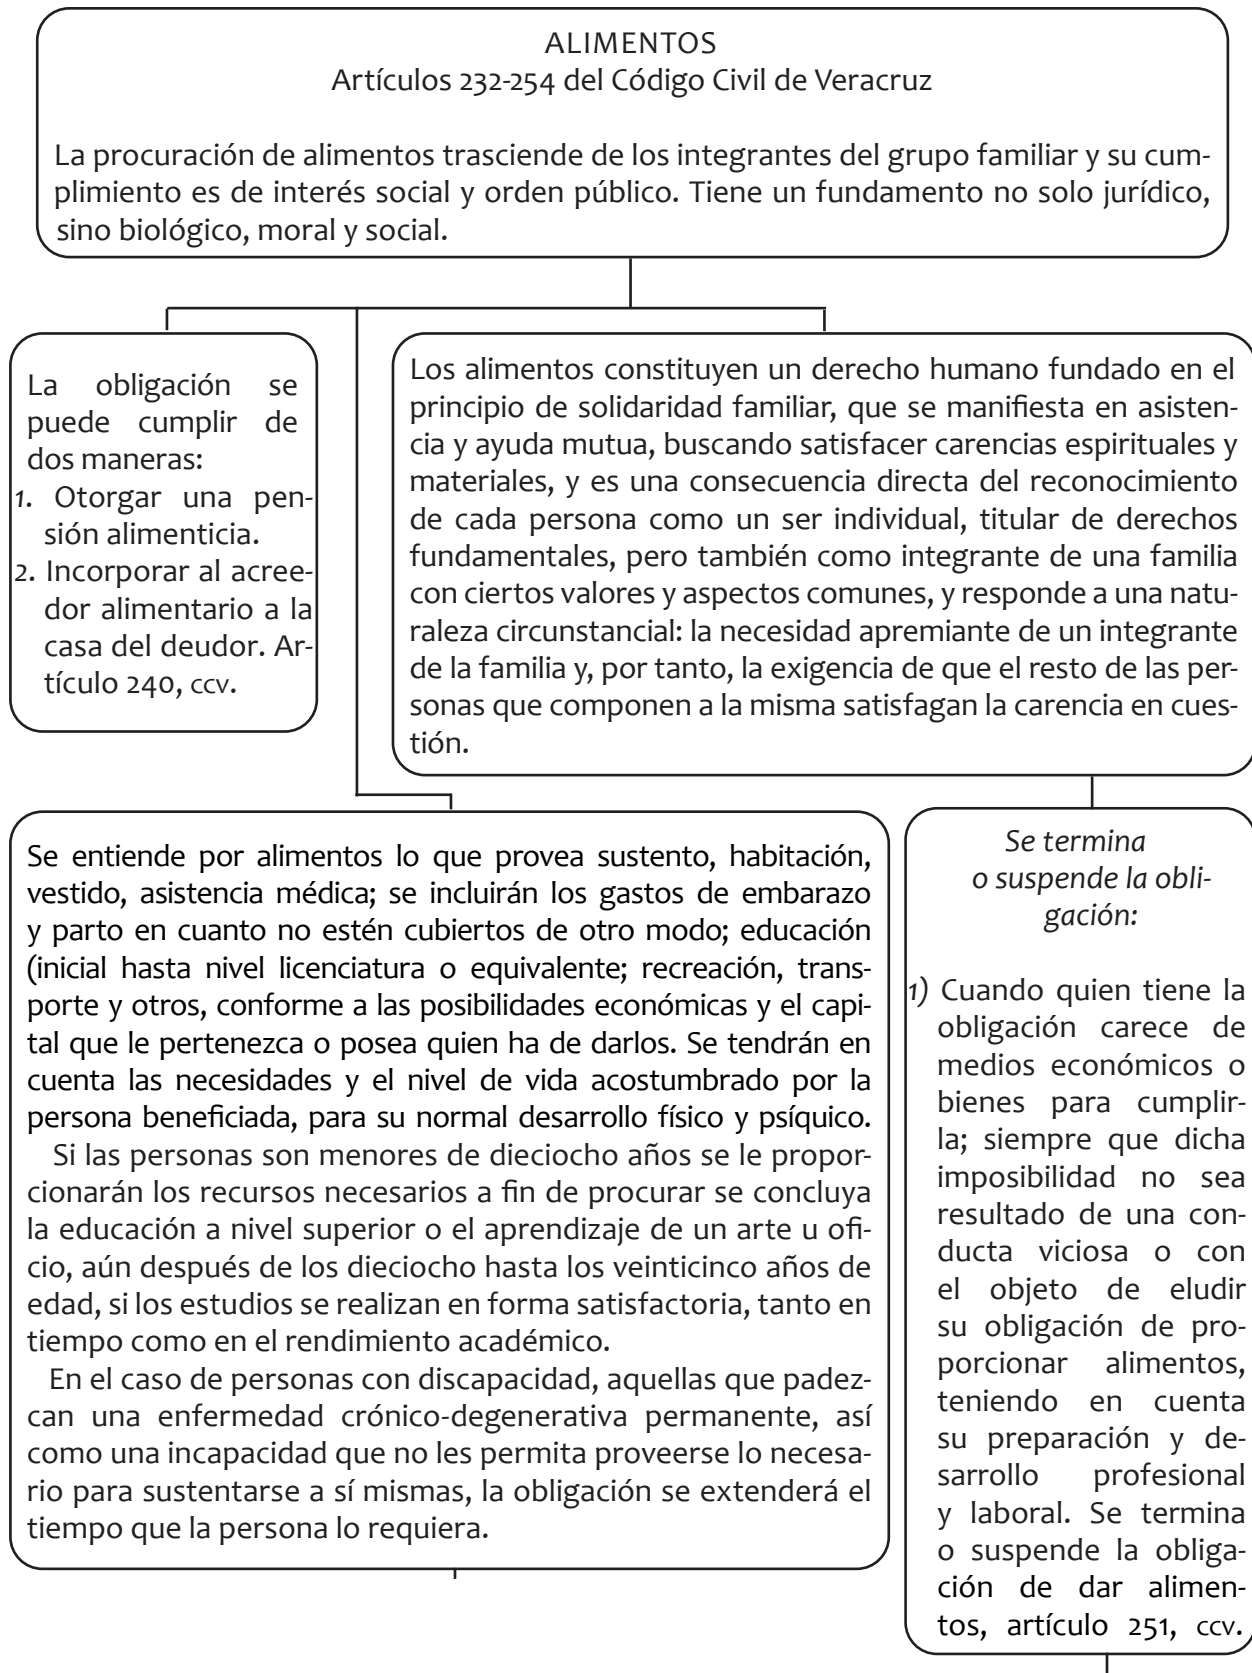 ALIMENTOS
Artículos 232-254 del Código Civil de Veracruz
La procuración de alimentos trasciende de los integrantes del grupo familiar y su cum-
plimiento es de interés social y orden público. Tiene un fundamento no solo jurídico,
sino biológico, moral y social.
La obligación se
puede cumplir de
dos maneras:
1. Otorgar una pen-
sión alimenticia.
2. Incorporar al acree-
dor alimentario a la
casa del deudor. Ar-
tículo 240, ccv.
Los alimentos constituyen un derecho humano fundado en el
principio de solidaridad familiar, que se manifiesta en asisten-
cia y ayuda mutua, buscando satisfacer carencias espirituales y
materiales, y es una consecuencia directa del reconocimiento
de cada persona como un ser individual, titular de derechos
fundamentales, pero también como integrante de una familia
con ciertos valores y aspectos comunes, y responde a una natu-
raleza circunstancial: la necesidad apremiante de un integrante
de la familia y, por tanto, la exigencia de que el resto de las per-
sonas que componen a la misma satisfagan la carencia en cues-
tión.
Se entiende por alimentos lo que provea sustento, habitación,
vestido, asistencia médica; se incluirán los gastos de embarazo
y parto en cuanto no estén cubiertos de otro modo; educación
(inicial hasta nivel licenciatura o equivalente; recreación, trans-
porte y otros, conforme a las posibilidades económicas y el capi-
tal que le pertenezca o posea quien ha de darlos. Se tendrán en
cuenta las necesidades y el nivel de vida acostumbrado por la
persona beneficiada, para su normal desarrollo físico y psíquico.
Si las personas son menores de dieciocho años se le propor-
cionarán los recursos necesarios a fin de procurar se concluya
la educación a nivel superior o el aprendizaje de un arte u ofi-
cio, aún después de los dieciocho hasta los veinticinco años de
edad, si los estudios se realizan en forma satisfactoria, tanto en
tiempo como en el rendimiento académico.
En el caso de personas con discapacidad, aquellas que padez-
can una enfermedad crónico-degenerativa permanente, así
como una incapacidad que no les permita proveerse lo necesa-
rio para sustentarse a sí mismas, la obligación se extenderá el
tiempo que la persona lo requiera.
Se termina
o suspende la obli-
gación:
1) Cuando quien tiene la
obligación carece de
medios económicos o
bienes para cumplir-
la; siempre que dicha
imposibilidad no sea
resultado de una con-
ducta viciosa o con
el objeto de eludir
su obligación de pro-
porcionar alimentos,
teniendo en cuenta
su preparación y de-
sarrollo profesional
y laboral. Se termina
o suspende la obliga-
ción de dar alimen-
tos, artículo 251, ccv.